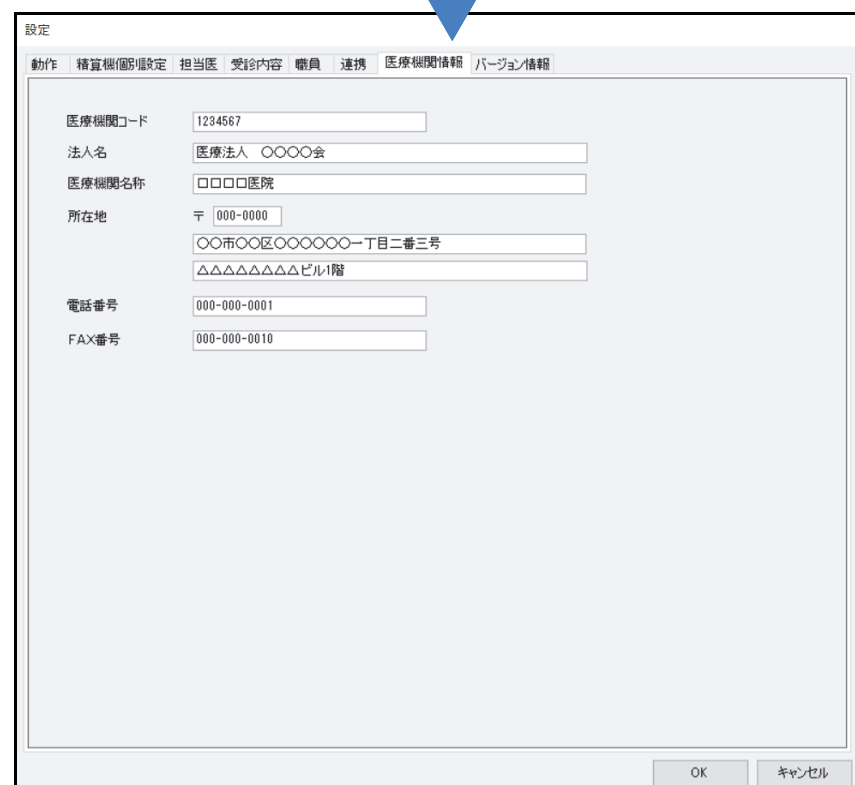 設定
動作 精算機個別設定 担当医 受診内容 職員 連携 医療機関情報 バージョン情報
医療機関コード 1234567
法人名 医療法人　○○○○会
医療機関名称 □□□□医院
所在地 〒 000-0000
○○市○○区○○○○○○一丁目二番三号
△△△△△△△△ビル1階
電話番号 000-000-0001
FAX番号 000-000-0010
OK キャンセル